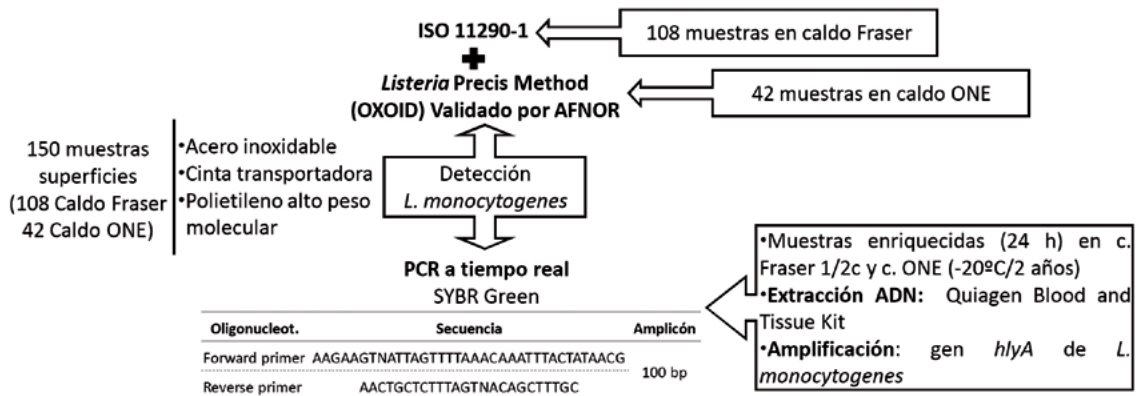 ISO 11290-1
108 muestras en caldo Fraser
Listeria Precis Method
(OXOID) Validado por AFNOR
42 muestras en caldo ONE
150 muestras
superficies
(108 Caldo Fraser
42 Caldo ONE)
•Acero inoxidable
•Cinta transportadora
•Polietileno alto peso
molecular
Detección
L. monocytogenes
PCR a tiempo real
SYBR Green
Oligonucleot. Secuencia Amplicón
Forward primer AAGAAGTNATTAGTTTTAAACAAATTTACTATAACG
100 bp
Reverse primer AACTGCTCTTTAGTNACAGCTTTGC
•Muestras enriquecidas (24 h) en c.
Fraser 1/2c y c. ONE (-20ºC/2 años)
•Extracción ADN: Quiagen Blood and
Tissue Kit
•Amplificación: gen hlyA de L.
monocytogenes